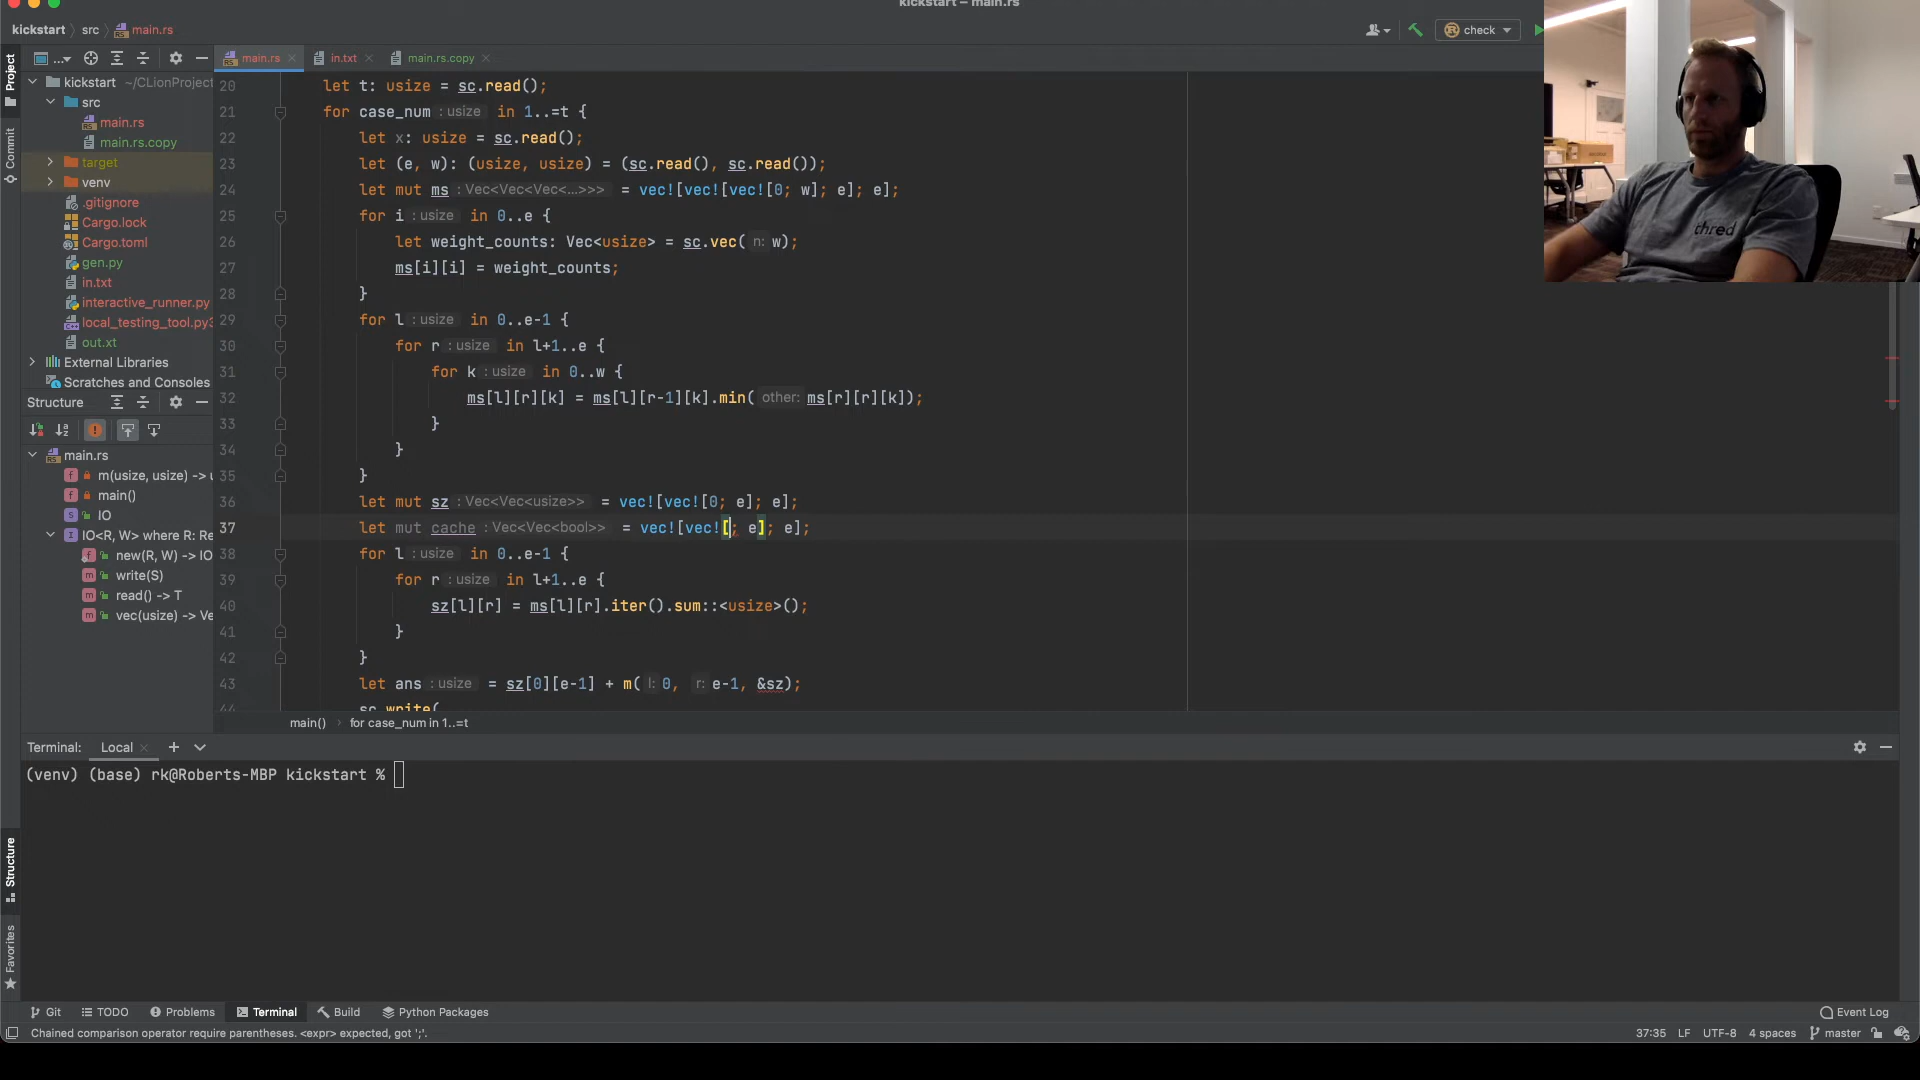 kickstart – main.rs
kickstart src main.rs
check
... main.rs in.txt main.rs.copy
Project
Commit
kickstart ~/CLionProject
src
main.rs
main.rs.copy
target
venv
.gitignore
Cargo.lock
Cargo.toml
gen.py
in.txt
interactive_runner.py
local_testing_tool.py3
out.xt
External Libraries
Scratches and Consoles
Structure
main.rs
m(usize, usize) -> u
main()
IO
IO<R, W> where R: Re
new(R, W) -> IO
write(S)
read() -> T
vec(usize) -> Ve
20 let t: usize = sc.read();
21 for case_num : usize in 1..=t {
22 let x: usize = sc.read();
23 let (e, w): (usize, usize) = (sc.read(), sc.read());
24 let mut ms : Vec<Vec<Vec<...>>> = vec![vec![vec![0; w]; e]; e];
25 for i : usize in 0..e {
26 let weight_counts: Vec<usize> = sc.vec( n: w);
27 ms[i][i] = weight_counts;
28 }
29 for l : usize in 0..e-1 {
30 for r : usize in l+1..e {
31 for k : usize in 0..w {
32 ms[l][r][k] = ms[l][r-1][k].min( other: ms[r][r][k]);
33 }
34 }
35 }
36 let mut sz : Vec<Vec<usize>> = vec![vec![0; e]; e];
37 let mut cache : Vec<Vec<bool>> = vec![vec![; e]; e];
38 for l : usize in 0..e-1 {
39 for r : usize in l+1..e {
40 sz[l][r] = ms[l][r].iter().sum::<usize>();
41 }
42 }
43 let ans : usize = sz[0][e-1] + m( l: 0, r: e-1, &sz);
44 sc.write(
main() for case_num in 1..=t
thred
Terminal: Local
(venv) (base) rk@Roberts-MBP kickstart %
Structure
Favorites
Git TODO Problems Terminal Build Python Packages Event Log
Chained comparison operator require parentheses. <expr> expected, got ';'. 37:35 LF UTF-8 4 spaces master